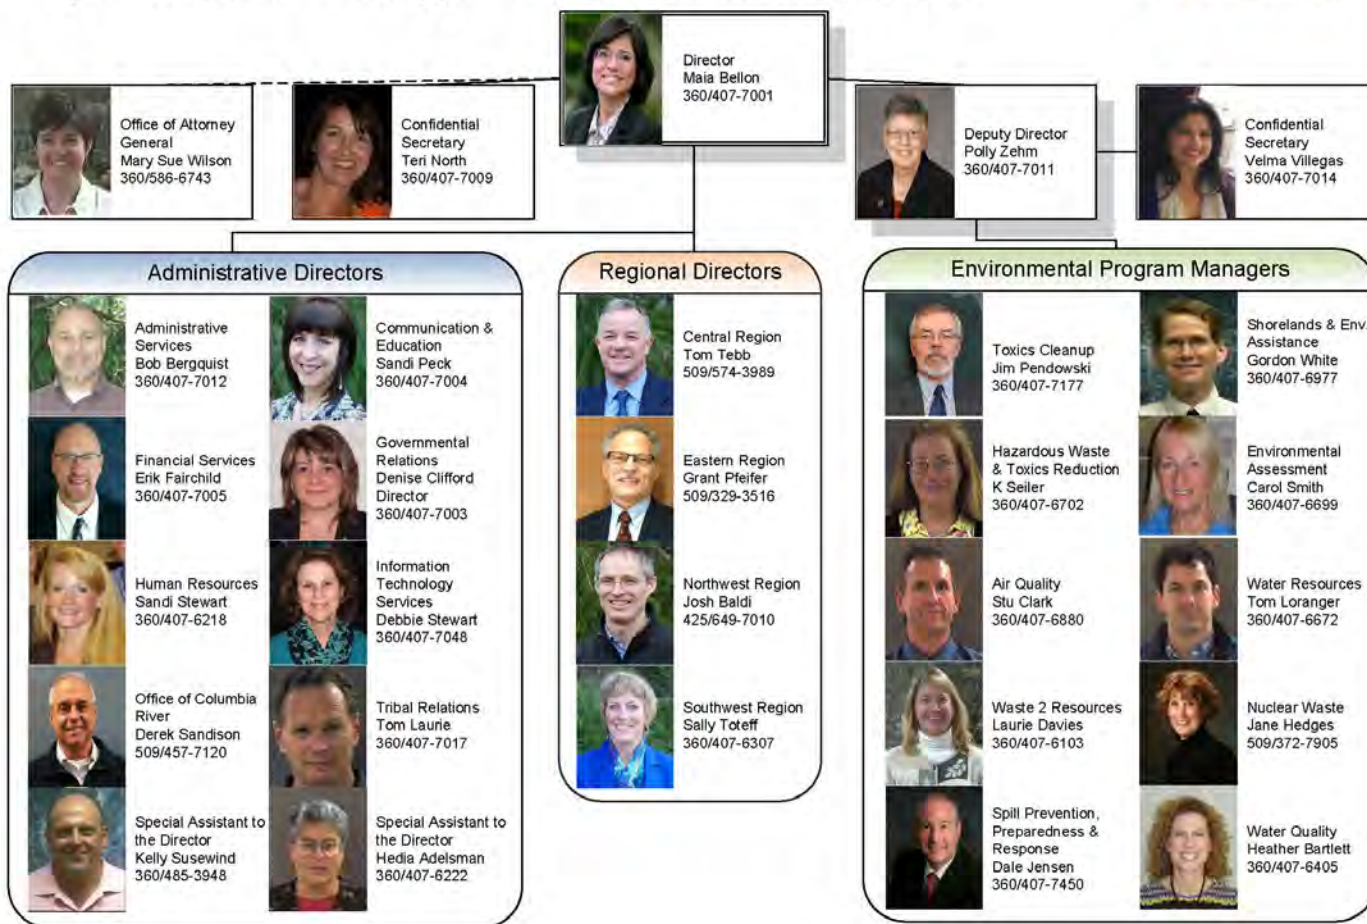 Director
Maia Bellon
360/407-7001
Office of Attorney
General
Mary Sue Wilson
360/586-6743
Confidential
Secretary
Teri North
360/407-7009
Deputy Director
Polly Zehm
360/407-7011
Confidential
Secretary
Velma Villegas
360/407-7014
Administrative Directors
Administrative
Services
Bob Bergquist
360/407-7012
Communication &
Education
Sandi Peck
360/407-7004
Financial Services
Erik Fairchild
360/407-7005
Governmental
Relations
Denise Clifford
Director
360/407-7003
Human Resources
Sandi Stewart
360/407-6218
Information
Technology
Services
Debbie Stewart
360/407-7048
Office of Columbia
River
Derek Sandison
509/457-7120
Tribal Relations
Tom Laurie
360/407-7017
Special Assistant to
the Director
Kelly Susewind
360/485-3948
Special Assistant to
the Director
Hedia Adelsman
360/407-6222
Regional Directors
Central Region
Tom Tebb
509/574-3989
Eastern Region
Grant Pfeifer
509/329-3516
Northwest Region
Josh Baldi
425/649-7010
Southwest Region
Sally Toteff
360/407-6307
Environmental Program Managers
Toxics Cleanup
Jim Pendowski
360/407-7177
Shorelands & Env.
Assistance
Gordon White
360/407-6977
Hazardous Waste
& Toxics Reduction
K Seiler
360/407-6702
Environmental
Assessment
Carol Smith
360/407-6699
Air Quality
Stu Clark
360/407-6880
Water Resources
Tom Loranger
360/407-6672
Waste 2 Resources
Laurie Davies
360/407-6103
Nuclear Waste
Jane Hedges
509/372-7905
Spill Prevention,
Preparedness &
Response
Dale Jensen
360/407-7450
Water Quality
Heather Bartlett
360/407-6405